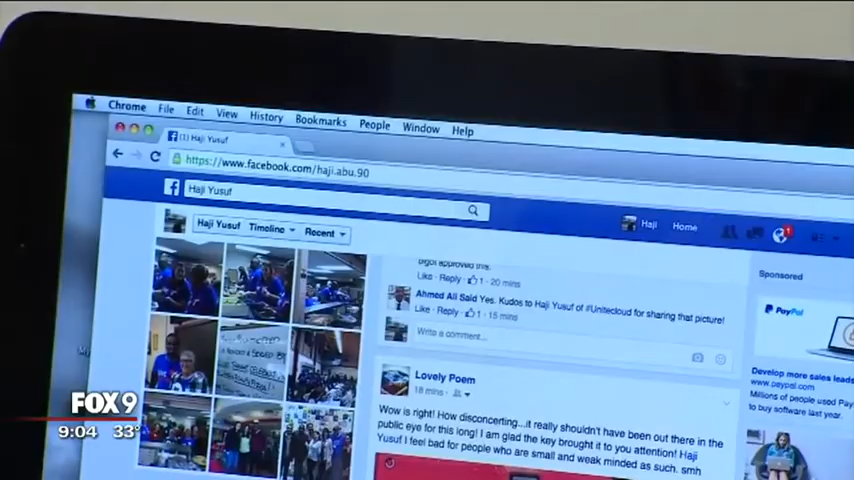 Chrome File Edit View History Bookmarks People Window Help
(1) Haji Yusuf
https://www.facebook.com/haji.abu.90
Haji Yusuf
Haji Home
1
Haji Yusuf Timeline Recent
bigot approved this.
Like · Reply · 1 · 20 mins
Ahmed Ali Said Yes. Kudos to Haji Yusuf of #Unitecloud for sharing that picture!
Like · Reply · 1 · 15 mins
Write a comment...
Lovely Poem
18 mins ·
Wow is right! How disconcerting...it really shouldn't have been out there in the
public eye for this long! I am glad the key brought it to you attention! Haji
Yusuf I feel bad for people who are small and weak minded as such. smh
Sponsored
PayPal
Develop more sales leads
www.paypal.com
Millions of people used Pa
to buy software last year.
FOX 9
9:04 33°